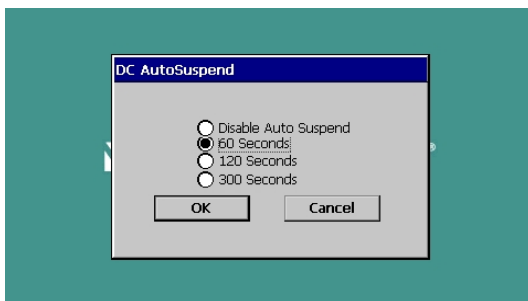 DC AutoSuspend
Disable Auto Suspend
60 Seconds
120 Seconds
300 Seconds
OK Cancel